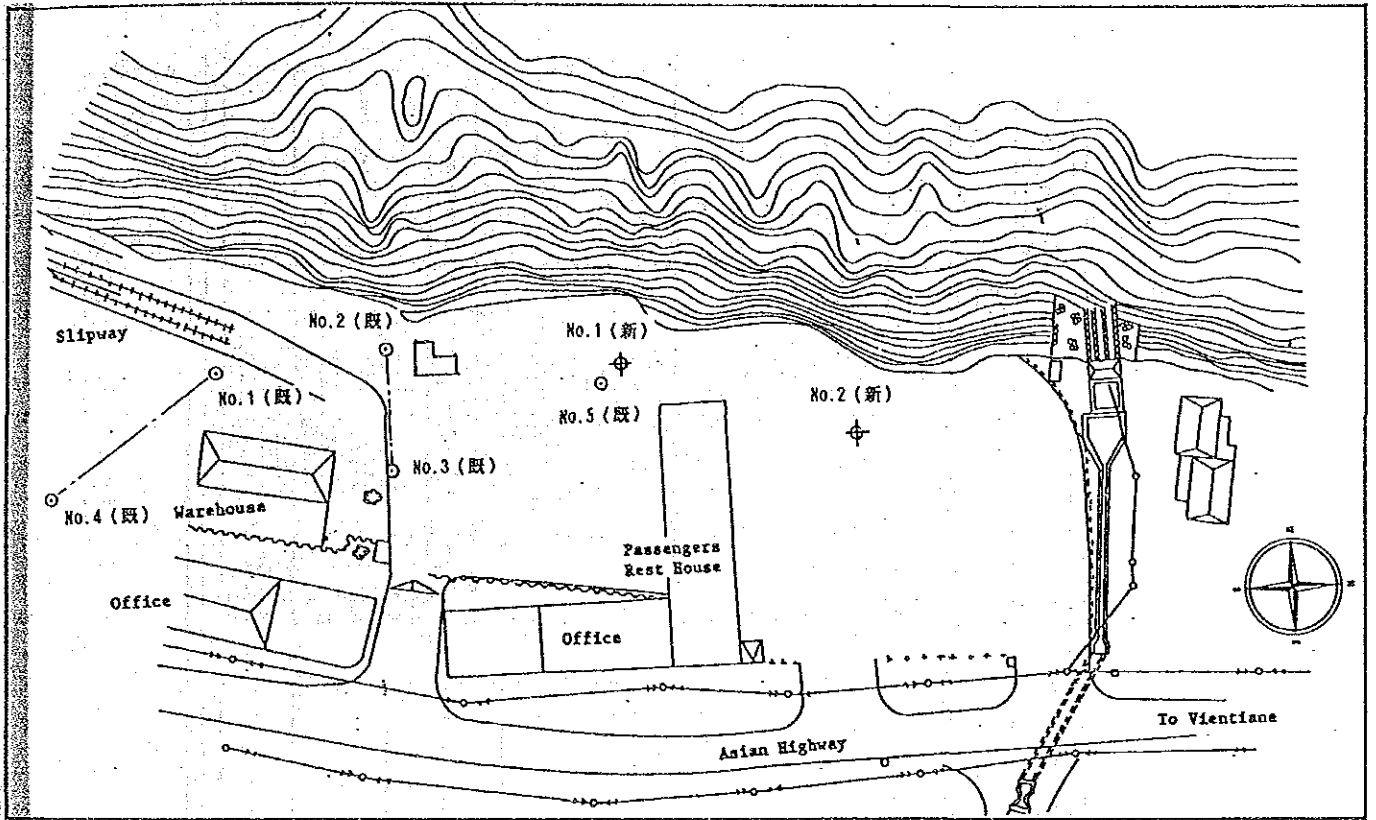 Slipway
No.2 (既)
No.1 (新)
No.1 (既)
No.5 (既)
No.2 (新)
No.3 (既)
No.4 (既)
Warehouse
Passengers
Rest House
Office
Office
To Vientiane
Asian Highway